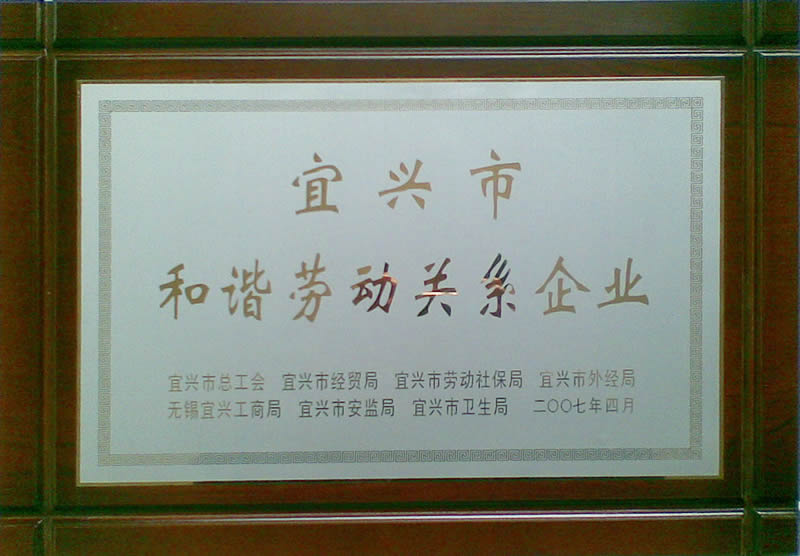 宜兴市
和谐劳动关系企业
宜兴市总工会 宜兴市经贸局 宜兴市劳动社保局 宜兴市外经局
无锡宜兴工商局 宜兴市安监局 宜兴市卫生局 二〇〇七年四月